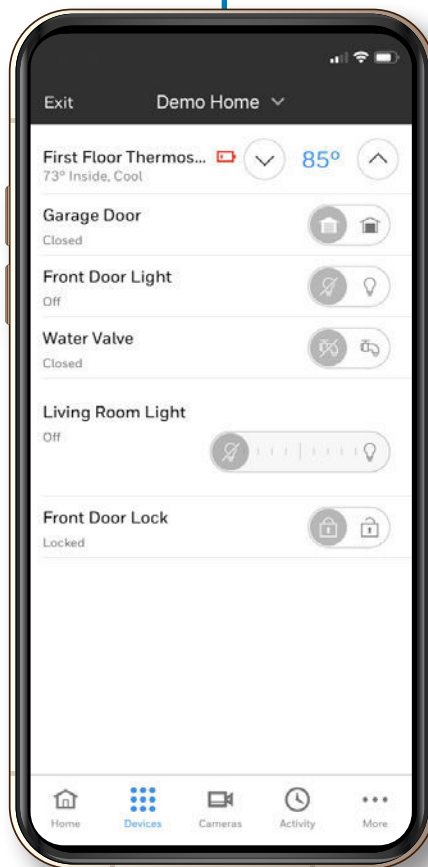 Exit Demo Home
First Floor Thermos... 85°
73° Inside, Cool
Garage Door
Closed
Front Door Light
Off
Water Valve
Closed
Living Room Light
Off
Front Door Lock
Locked
Home Devices Cameras Activity More